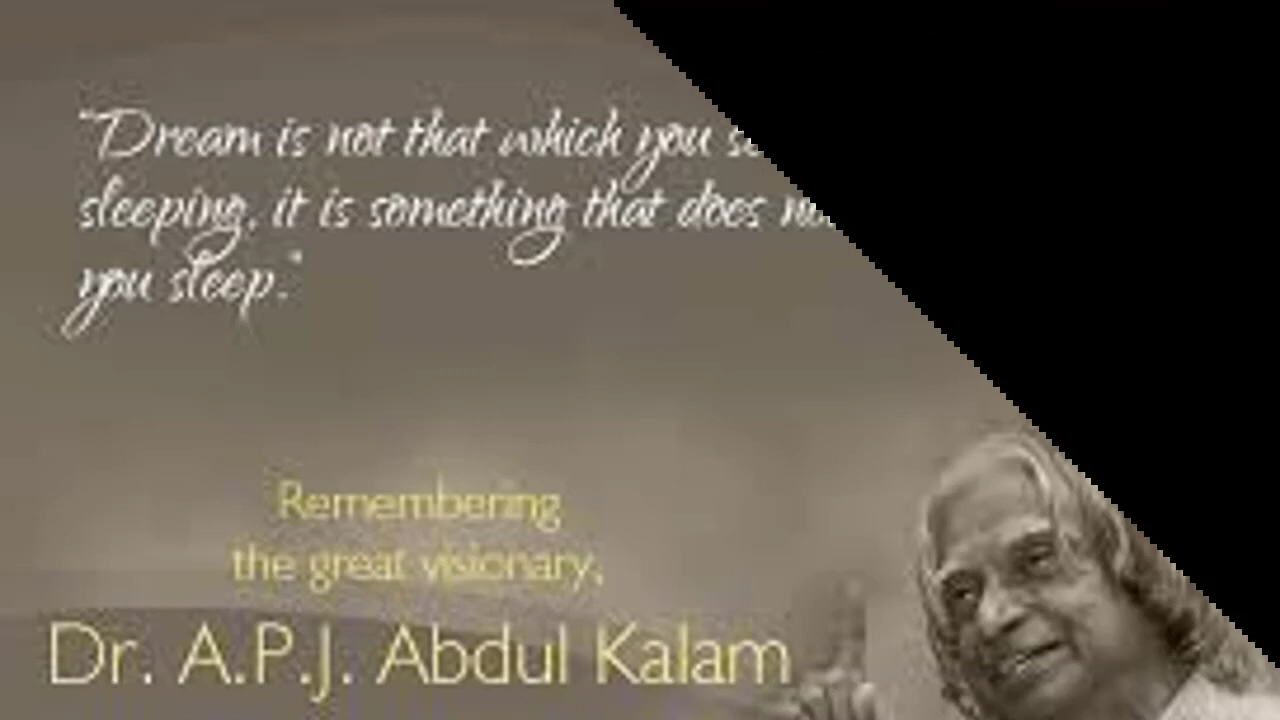 "Dream is not that which you
sleeping, it is something that does
you sleep."
Remembering
the great visionary,
Dr. A.P.J. Abdul Kalam